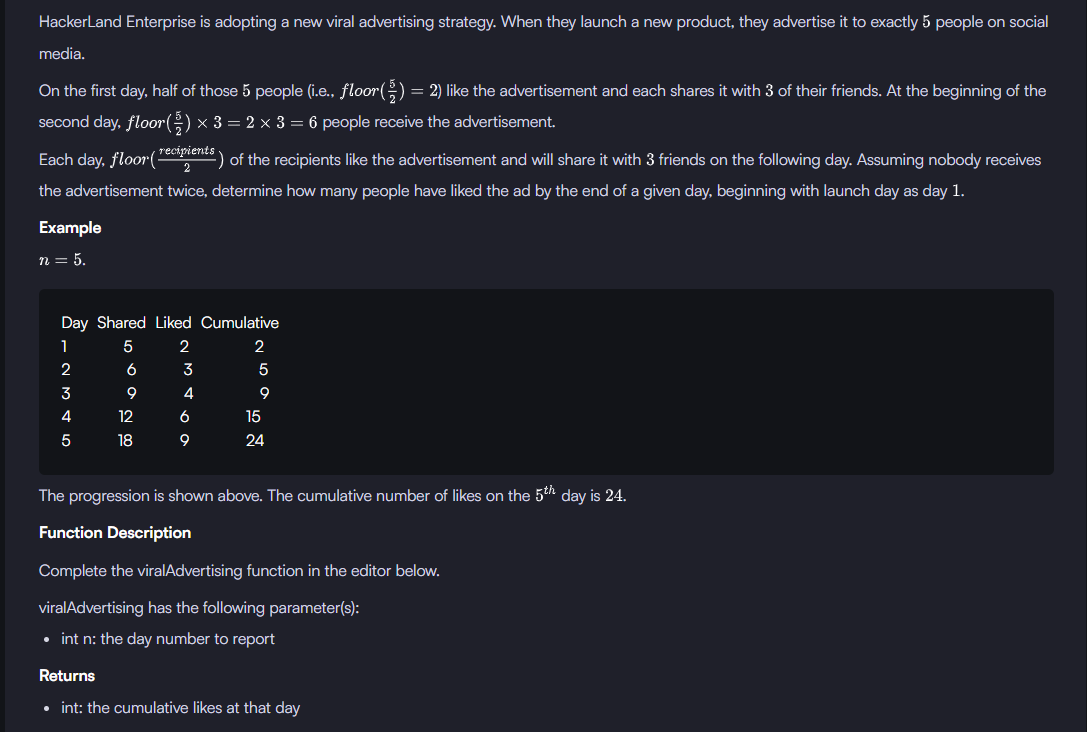 HackerLand Enterprise is adopting a new viral advertising strategy. When they launch a new product, they advertise it to exactly 5 people on social
media.
On the first day, half of those 5 people (i.e., floor(5/2) = 2) like the advertisement and each shares it with 3 of their friends. At the beginning of the
second day, floor(5/2) × 3 = 2 × 3 = 6 people receive the advertisement.
Each day, floor(recipients/2) of the recipients like the advertisement and will share it with 3 friends on the following day. Assuming nobody receives
the advertisement twice, determine how many people have liked the ad by the end of a given day, beginning with launch day as day 1.
Example
n = 5.
Day Shared Liked Cumulative
1 5 2 2
2 6 3 5
3 9 4 9
4 12 6 15
5 18 9 24
The progression is shown above. The cumulative number of likes on the 5th day is 24.
Function Description
Complete the viralAdvertising function in the editor below.
viralAdvertising has the following parameter(s):
• int n: the day number to report
Returns
• int: the cumulative likes at that day